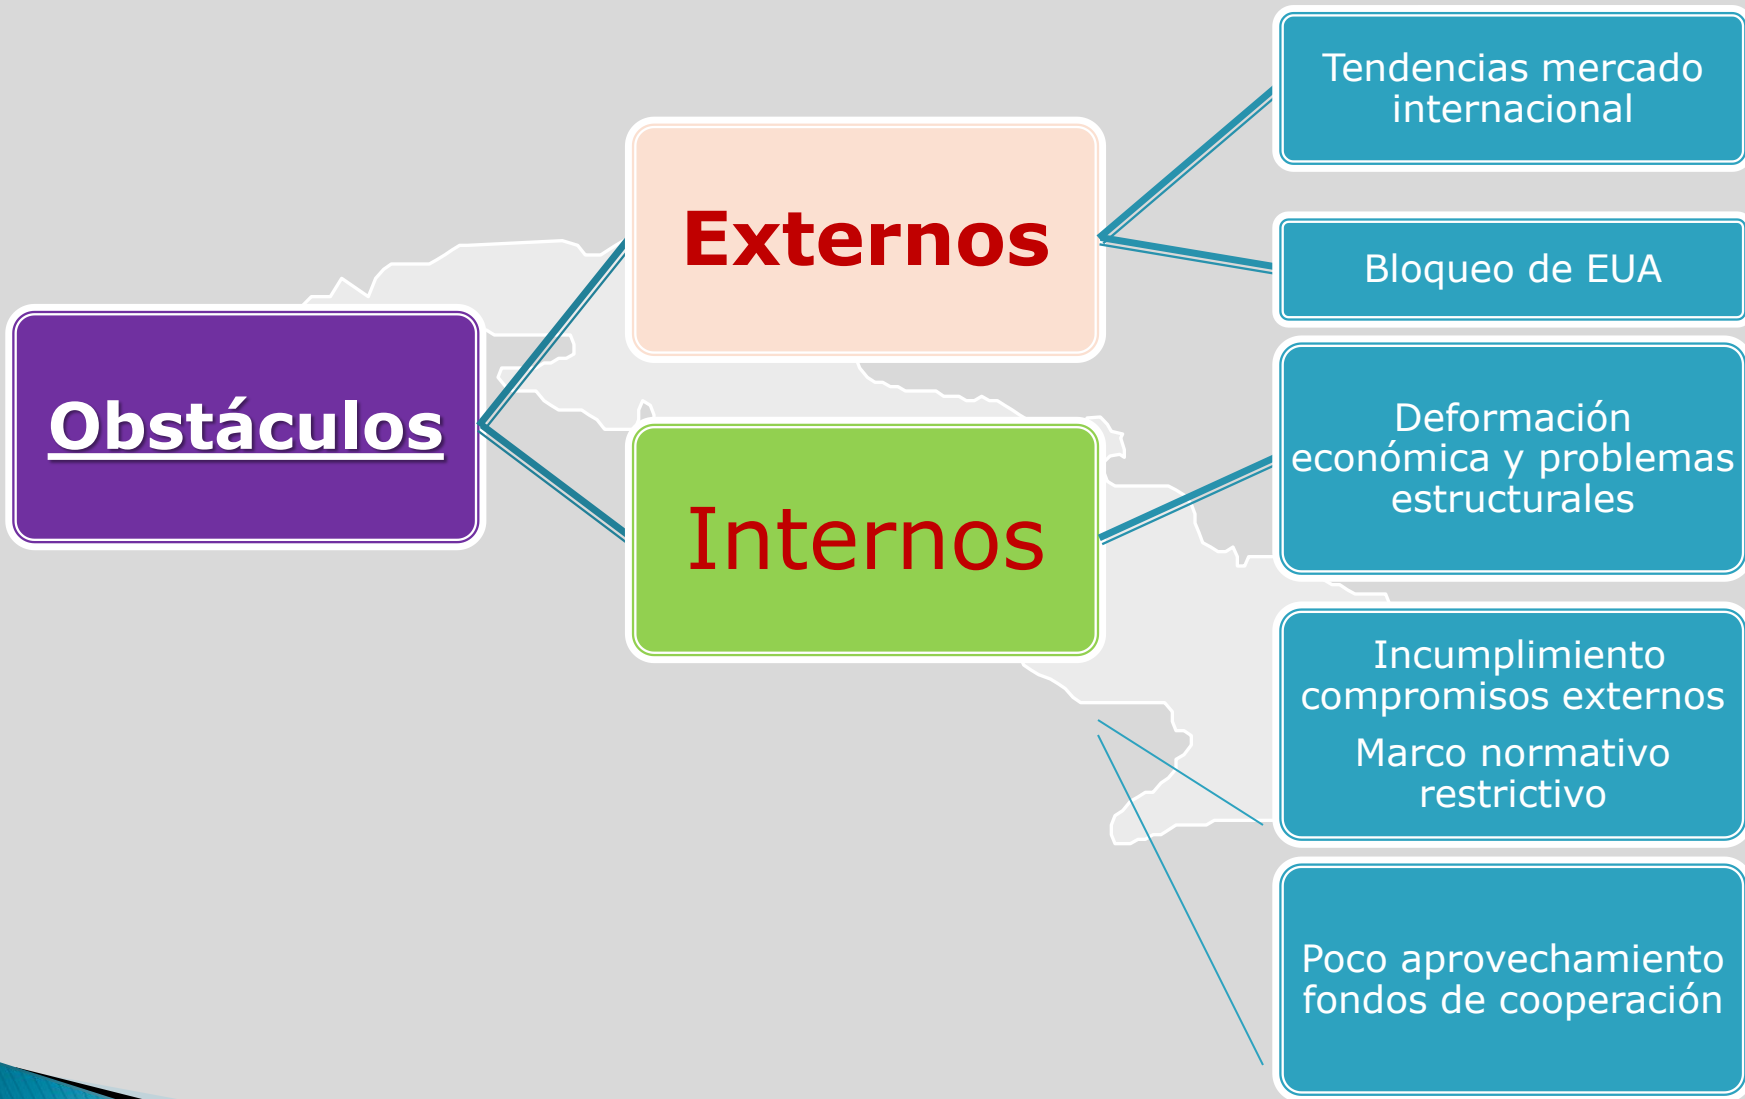 Obstáculos
Externos
Internos
Tendencias mercado
internacional
Bloqueo de EUA
Deformación
económica y problemas
estructurales
Incumplimiento
compromisos externos
Marco normativo
restrictivo
Poco aprovechamiento
fondos de cooperación